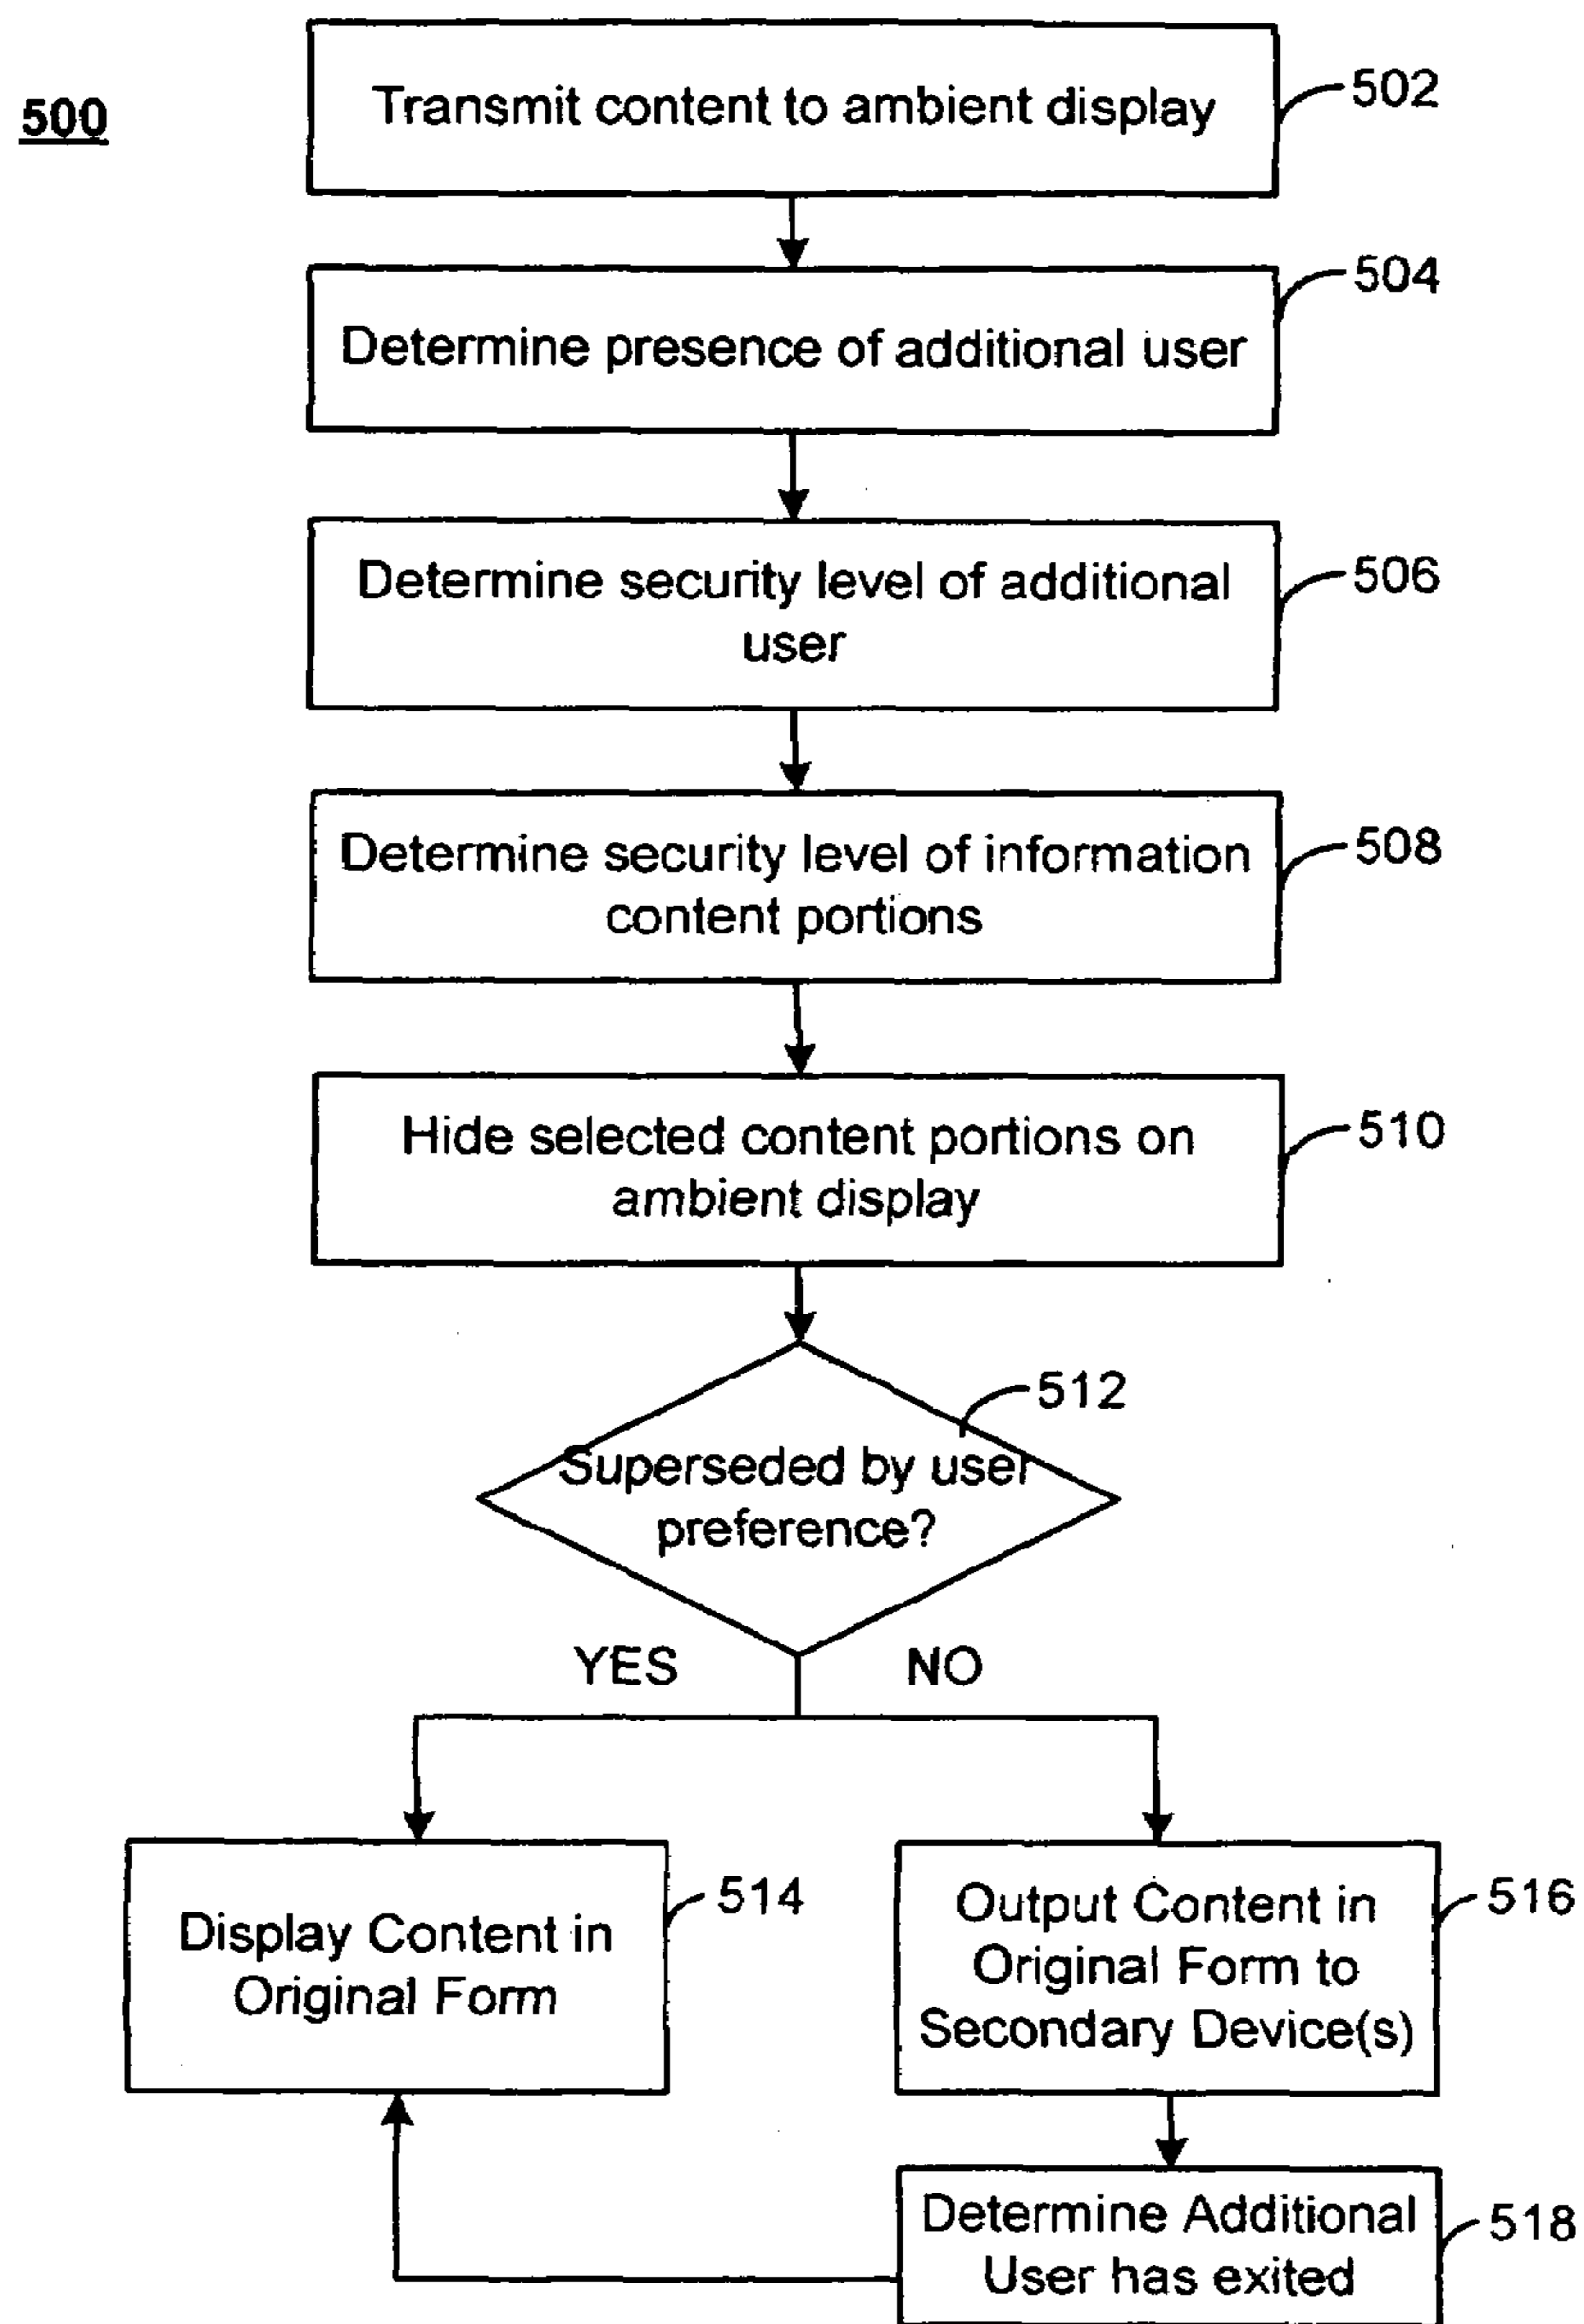 500
Transmit content to ambient display
502
Determine presence of additional user
504
Determine security level of additional
user
506
Determine security level of information
content portions
508
Hide selected content portions on
ambient display
510
512
Superseded by user
preference?
YES
NO
Display Content in
Original Form
514
Output Content in
Original Form to
Secondary Device(s)
516
Determine Additional
User has exited
518